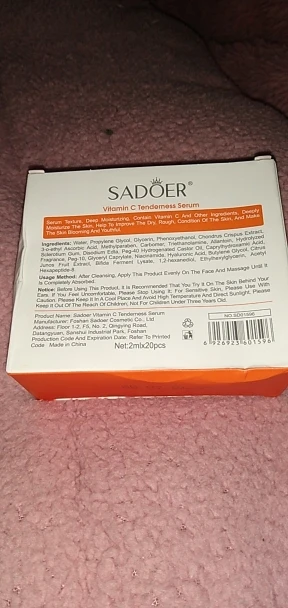 SADOER®
Vitamin C Tenderness Serum
Serum Texture, Deep Moisturizing, Contain Vitamin C And Other Ingredients, Deeply
Moisturize The Skin, Help To Improve The Dry, Rough, Condition Of The Skin, And Make
The Skin Blooming And Youthful.
Ingredients: Water, Propylene Glycol, Glycerin, Phenoxyethanol, Chondrus Crispus Extract,
3-o-ethyl Ascorbic Acid, Methylparaben, Carbomer, Triethanolamine, Allantoin, Hydrolyzed
Sclerotium Gum, Disodium Edta, Peg-40 Hydrogenated Castor Oil, Caprylhydroxamic Acid,
Fragrance, Peg-10, Glyceryl Caprylate, Niacinamide, Hyaluronic Acid, Butylene Glycol, Citrus
Junos Fruit Extract, Bifida Ferment Lysate, 1,2-hexanediol, Ethylhexylglycerin, Acetyl
Hexapeptide-8.
Usage Method: After Cleansing, Apply This Product Evenly On The Face And Massage Until It
Is Completely Absorbed.
Notice: Before Using This Product, It Is Recommended That You Try It On The Skin Behind Your
Ears. If You Feel Uncomfortable, Please Stop Using It; For Sensitive Skin, Please Use With
Caution. Please Keep It In A Cool Place And Avoid High Temperature And Direct Sunlight. Please
Keep It Out Of The Reach Of Children; Not For Children Under Three Years Old.
Product Name: Sadoer Vitamin C Tenderness Serum
Manufacturer: Foshan Sadoer Cosmetic Co., Ltd
Address: Floor 1-2, F5, No. 2, Qingying Road,
Datangyuan, Sanshui Industrial Park, Foshan
Production Code And Expiration Date: Refer To Printed
Code Made in China
Net:2mlx20pcs
NO.SD01596
6 926923 601596